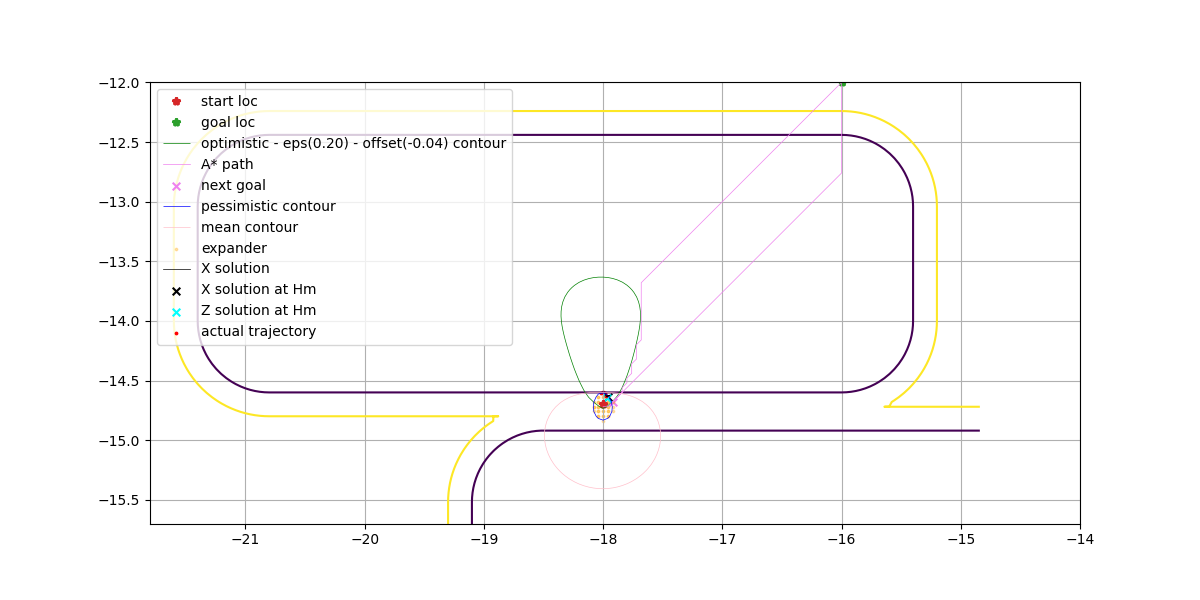 −12.0
−12.5
−13.0
−13.5
−14.0
−14.5
−15.0
−15.5
start loc
goal loc
optimistic - eps(0.20) - offset(-0.04) contour
A* path
next goal
pessimistic contour
mean contour
expander
X solution
X solution at Hm
Z solution at Hm
actual trajectory
−21 −20 −19 −18 −17 −16 −15 −14